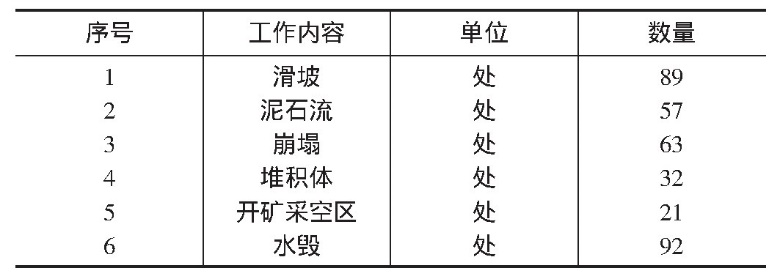 序号 工作内容 单位 数量
1 滑坡 处 89
2 泥石流 处 57
3 崩塌 处 63
4 堆积体 处 32
5 开矿采空区 处 21
6 水毁 处 92